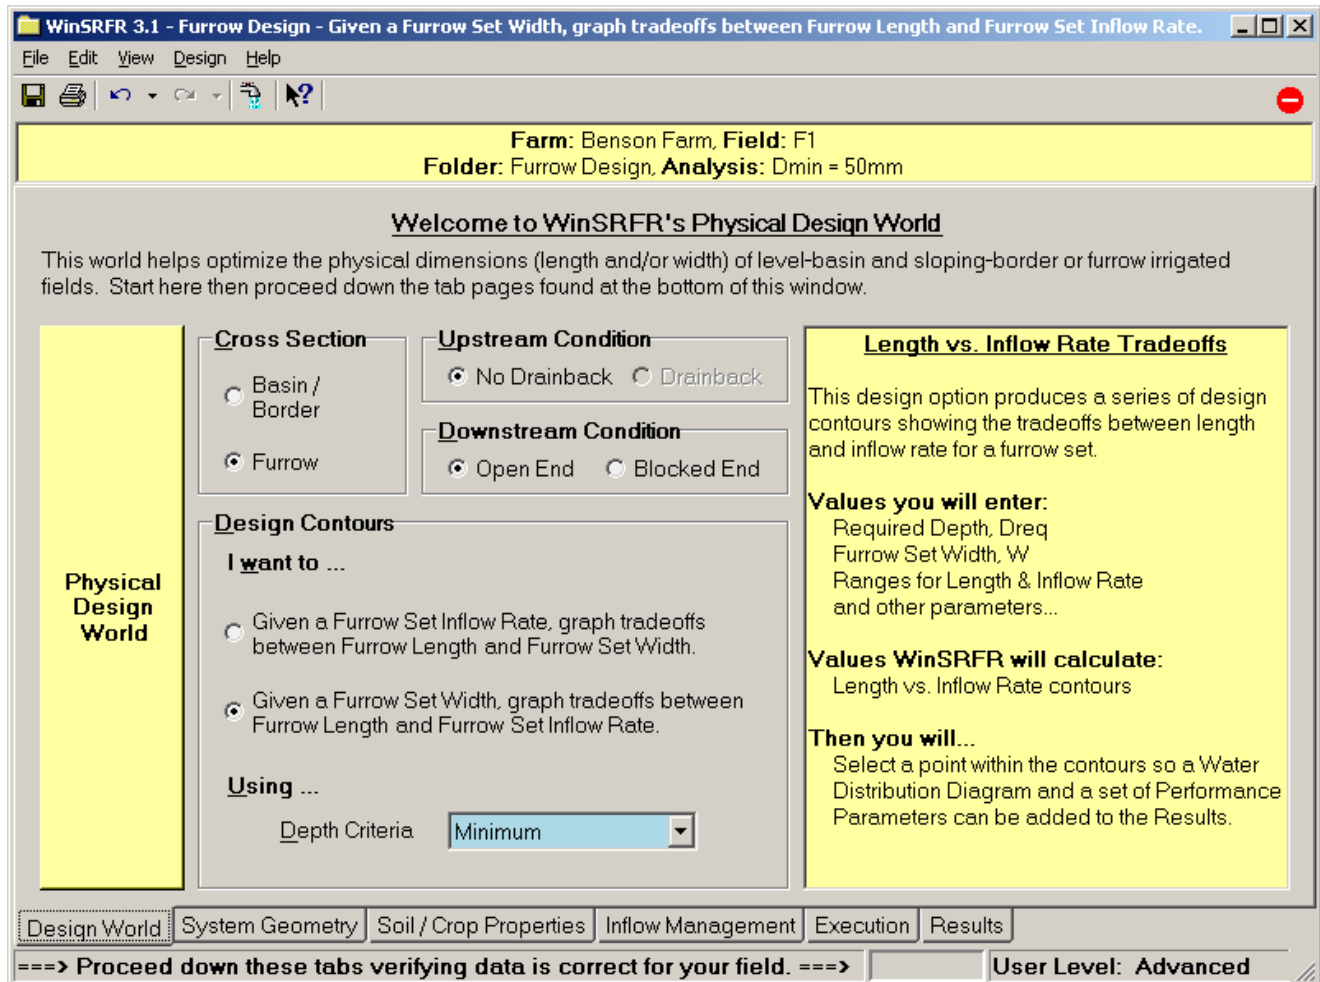 WinSRFR 3.1 - Furrow Design - Given a Furrow Set Width, graph tradeoffs between Furrow Length and Furrow Set Inflow Rate.
File Edit View Design Help
Farm: Benson Farm, Field: F1
Folder: Furrow Design, Analysis: Dmin = 50mm
Welcome to WinSRFR's Physical Design World
This world helps optimize the physical dimensions (length and/or width) of level-basin and sloping-border or furrow irrigated
fields. Start here then proceed down the tab pages found at the bottom of this window.
Physical
Design
World
Cross Section
Basin /
Border
Furrow
Upstream Condition
No Drainback Drainback
Downstream Condition
Open End Blocked End
Design Contours
I want to ...
Given a Furrow Set Inflow Rate, graph tradeoffs
between Furrow Length and Furrow Set Width.
Given a Furrow Set Width, graph tradeoffs between
Furrow Length and Furrow Set Inflow Rate.
Using ...
Depth Criteria Minimum
Length vs. Inflow Rate Tradeoffs
This design option produces a series of design
contours showing the tradeoffs between length
and inflow rate for a furrow set.
Values you will enter:
Required Depth, Dreq
Furrow Set Width, W
Ranges for Length & Inflow Rate
and other parameters...
Values WinSRFR will calculate:
Length vs. Inflow Rate contours
Then you will...
Select a point within the contours so a Water
Distribution Diagram and a set of Performance
Parameters can be added to the Results.
Design World System Geometry Soil / Crop Properties Inflow Management Execution Results
===> Proceed down these tabs verifying data is correct for your field. ===> User Level: Advanced